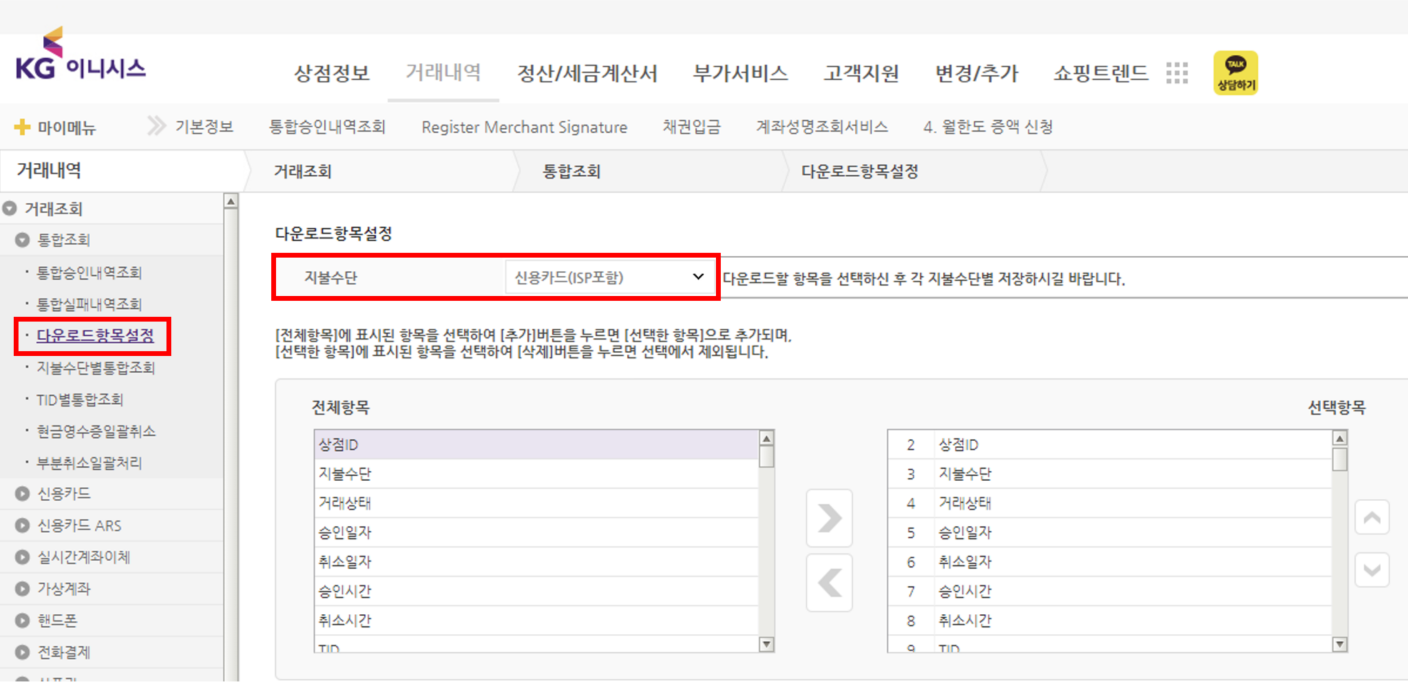 KG 이니시스
상점정보 거래내역 정산/세금계산서 부가서비스 고객지원 변경/추가 쇼핑트렌드
TALK
상담하기
마이메뉴 기본정보 통합승인내역조회 Register Merchant Signature 채권입금 계좌성명조회서비스 4. 월한도 증액 신청
거래내역 거래조회 통합조회 다운로드항목설정
거래조회
통합조회
· 통합승인내역조회
· 통합실패내역조회
· 다운로드항목설정
· 지불수단별통합조회
· TID별통합조회
· 현금영수증일괄취소
· 부분취소일괄처리
신용카드
신용카드 ARS
실시간계좌이체
가상계좌
핸드폰
전화결제
다운로드항목설정
지불수단 신용카드(ISP포함) 다운로드할 항목을 선택하신 후 각 지불수단별 저장하시길 바랍니다.
[전체항목]에 표시된 항목을 선택하여 [추가]버튼을 누르면 [선택한 항목]으로 추가되며,
[선택한 항목]에 표시된 항목을 선택하여 [삭제]버튼을 누르면 선택에서 제외됩니다.
전체항목
상점ID
지불수단
거래상태
승인일자
취소일자
승인시간
취소시간
TID
선택항목
2 상점ID
3 지불수단
4 거래상태
5 승인일자
6 취소일자
7 승인시간
8 취소시간
9 TID